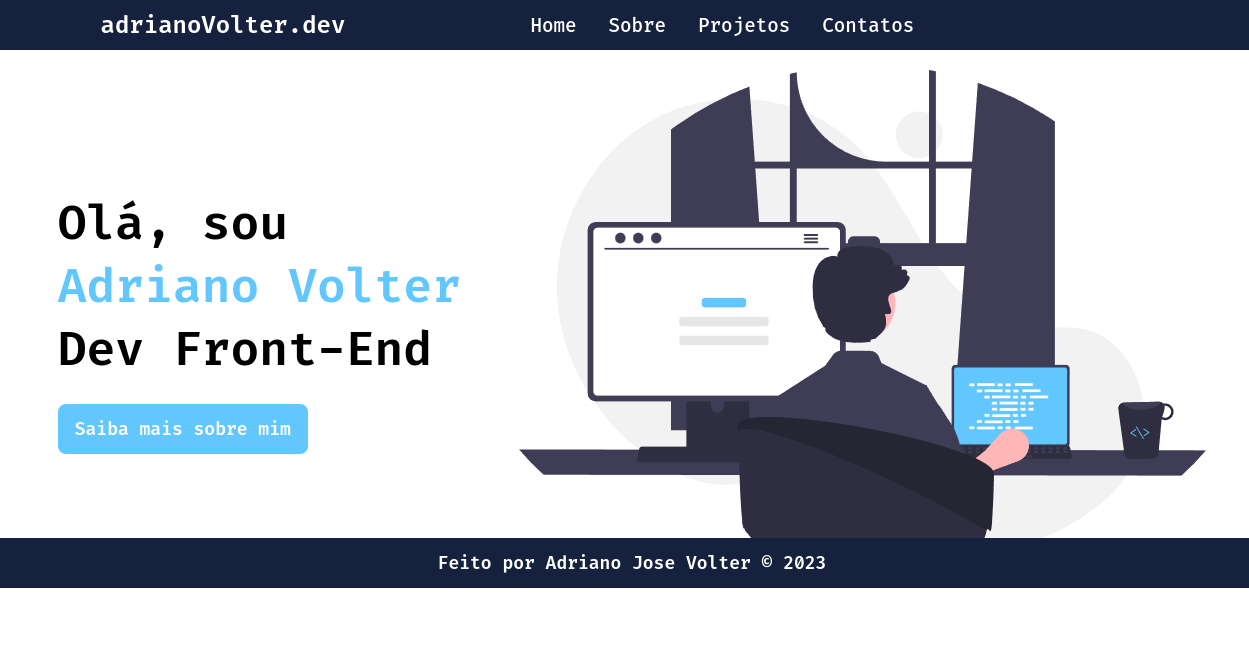 adrianoVolter.dev
Home Sobre Projetos Contatos
Olá, sou
Adriano Volter
Dev Front-End
Saiba mais sobre mim
<\>
Feito por Adriano Jose Volter © 2023